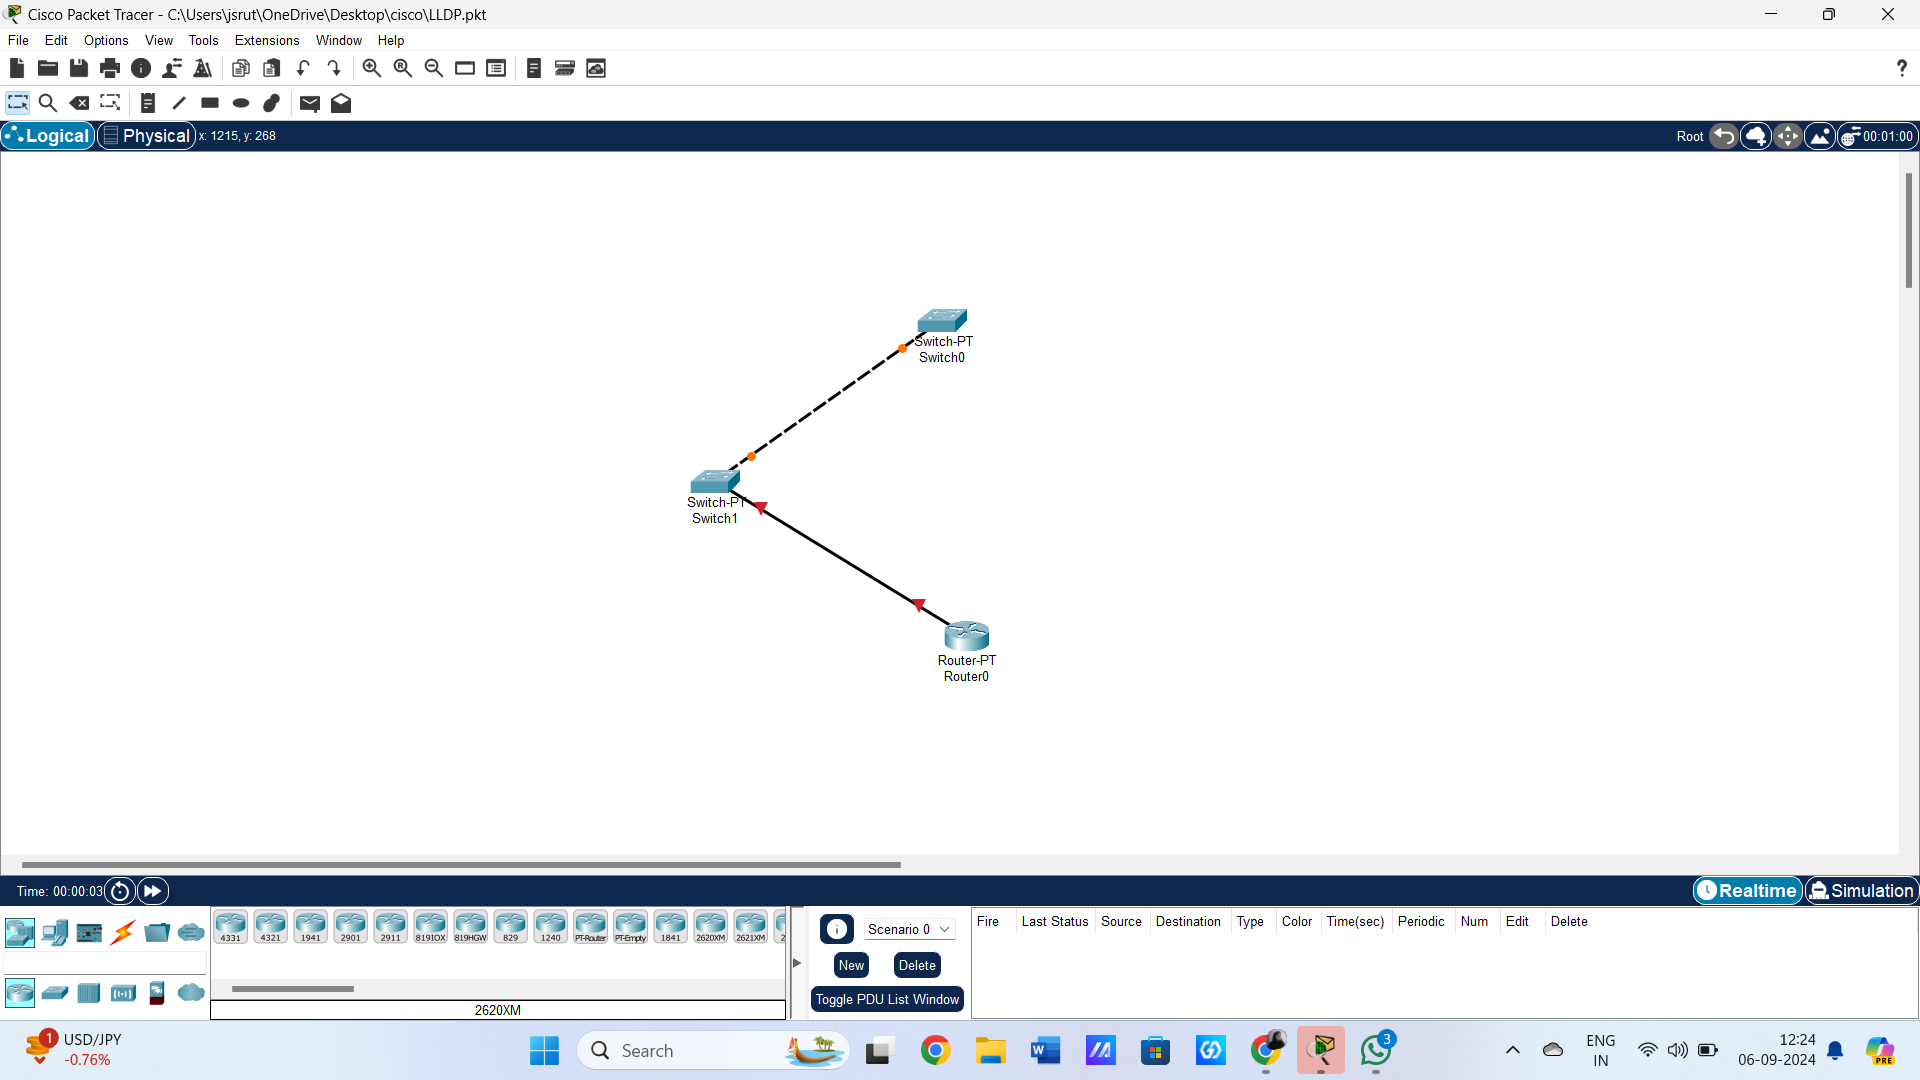 Cisco Packet Tracer - C:\Users\jsrut\OneDrive\Desktop\cisco\LLDP.pkt
File Edit Options View Tools Extensions Window Help
?
Logical Physical x: 1215, y: 268
Root 00:01:00
Switch-PT
Switch0
Switch-PT
Switch1
Router-PT
Router0
Time: 00:00:03
Realtime Simulation
4331 4321 1941 2901 2911 819IOX 819HGW 829 1240 PT-Router PT-Empty 1841 2620XM 2621XM 2
2620XM
Scenario 0
New Delete
Toggle PDU List Window
Fire Last Status Source Destination Type Color Time(sec) Periodic Num Edit Delete
1 USD/JPY
-0.76%
Search
W
3
PRE
ENG
IN
12:24
06-09-2024